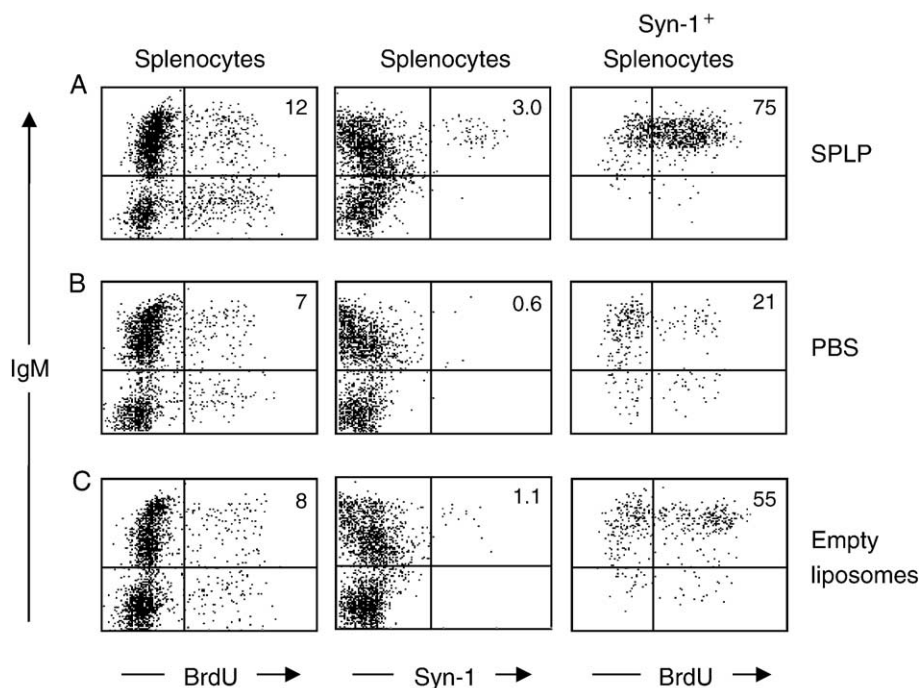 Syn-1+
Splenocytes Splenocytes Splenocytes
A 12 3.0 75 SPLP
B 7 0.6 21 PBS
IgM
C 8 1.1 55 Empty
liposomes
BrdU Syn-1 BrdU